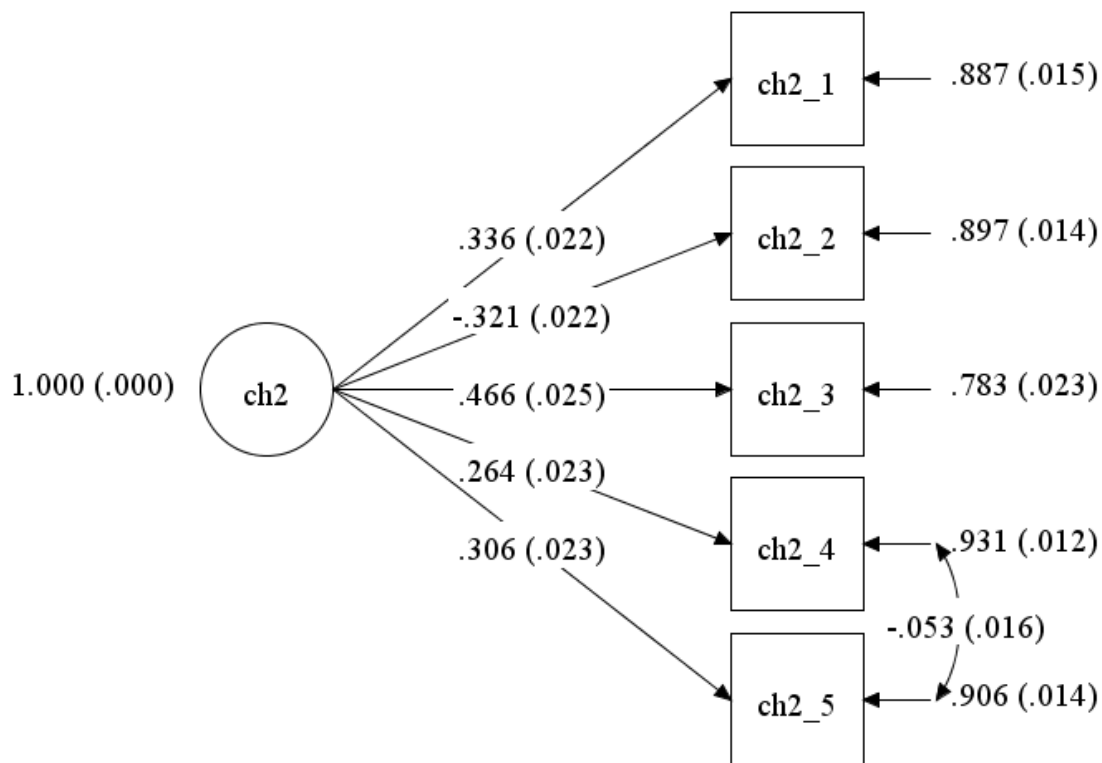 ch2_1
.887 (.015)
.336 (.022)
ch2_2
.897 (.014)
-.321 (.022)
1.000 (.000)
ch2
.466 (.025)
ch2_3
.783 (.023)
.264 (.023)
ch2_4
.931 (.012)
.306 (.023)
-.053 (.016)
ch2_5
.906 (.014)